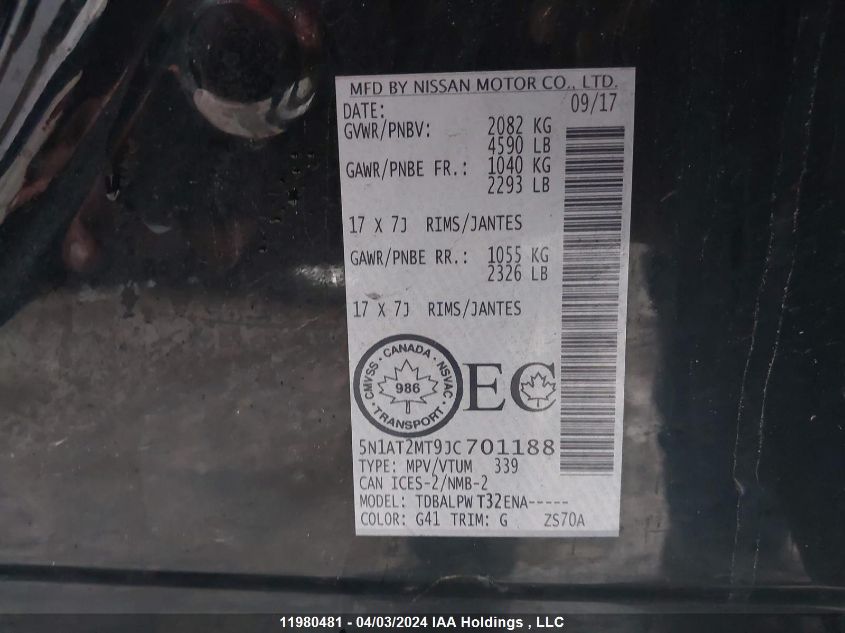 MFD BY NISSAN MOTOR CO., LTD.
DATE: 09/17
GVWR/PNBV: 2082 KG
4590 LB
GAWR/PNBE FR.: 1040 KG
2293 LB
17 X 7J RIMS/JANTES
GAWR/PNBE RR.: 1055 KG
2326 LB
17 X 7J RIMS/JANTES
CMVSS · CANADA · NSVAC
986
· TRANSPORT ·
EC
5N1AT2MT9JC701188
TYPE: MPV/VTUM 339
CAN ICES-2/NMB-2
MODEL: TDBALPW T32ENA-----
COLOR: G41 TRIM: G ZS70A
11980481 - 04/03/2024 IAA Holdings , LLC